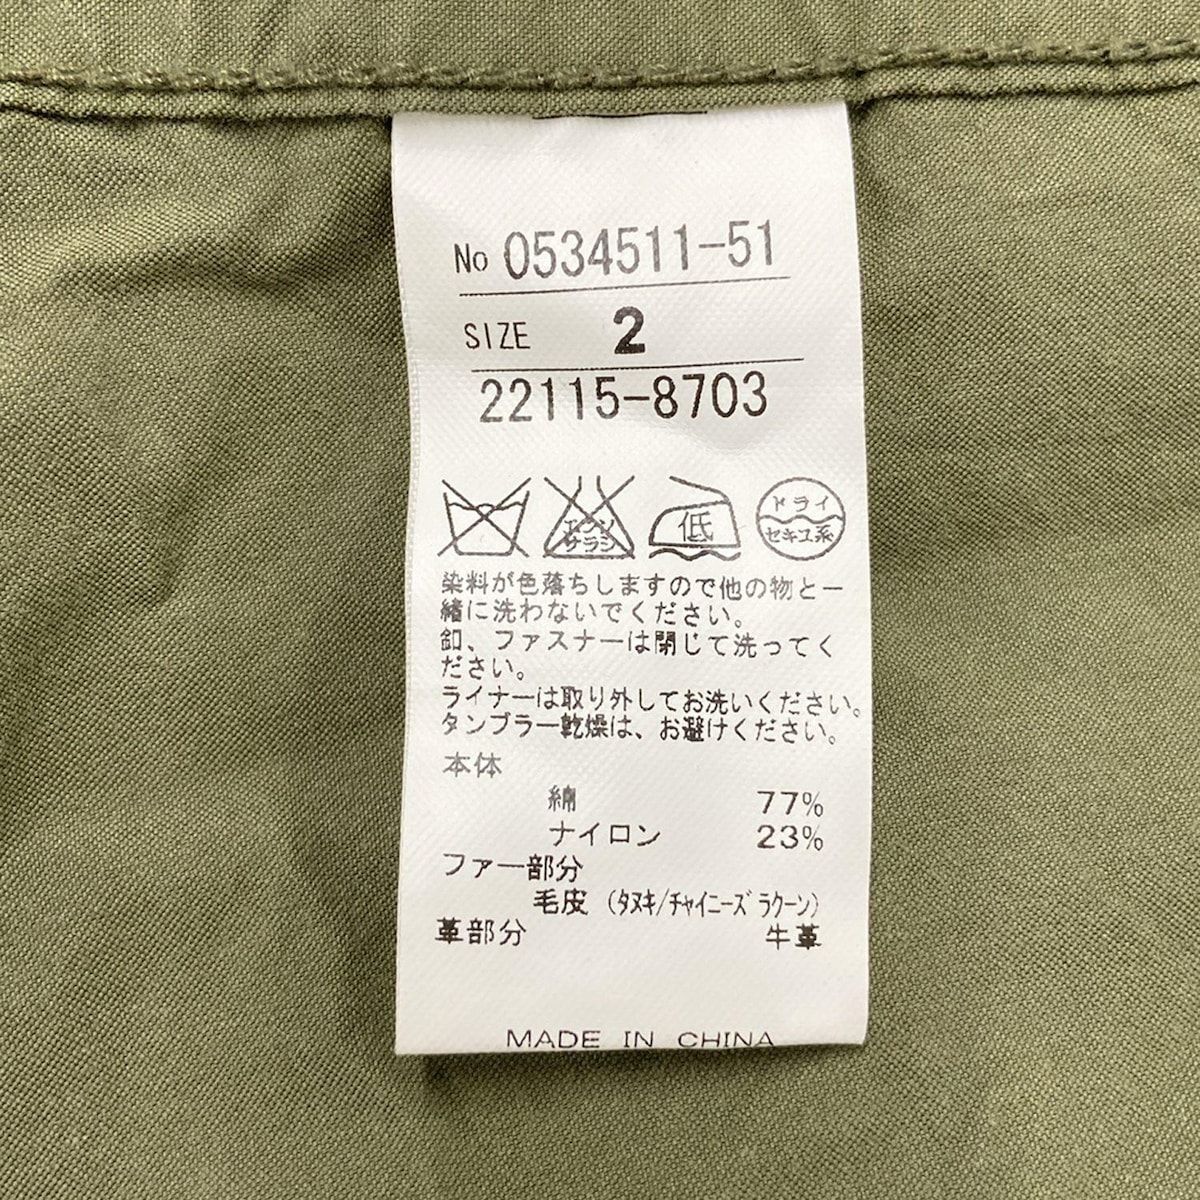 No 0534511-51
SIZE 2
22115-8703
エンソ サラシ 低 ドライ セキユ系
染料が色落ちしますので他の物と一
緒に洗わないでください。
釦、ファスナーは閉じて洗ってく
ださい。
ライナーは取り外してお洗いください。
タンブラー乾燥は、お避けください。
本体
綿 77%
ナイロン 23%
ファー部分
毛皮 (タヌキ/チャイニーズラクーン)
革部分 牛革
MADE IN CHINA